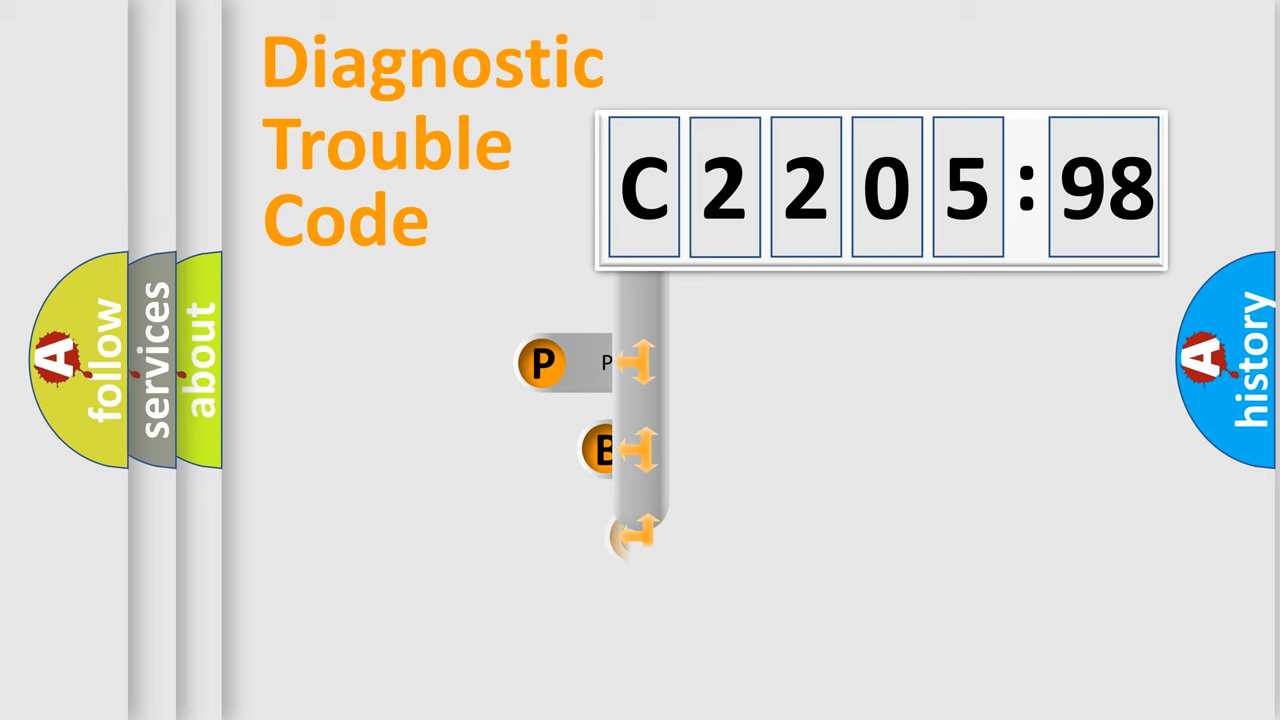 Diagnostic
Trouble
Code
C 2 2 0 5 : 98
P
P
B
A
follow
services
about
A
history